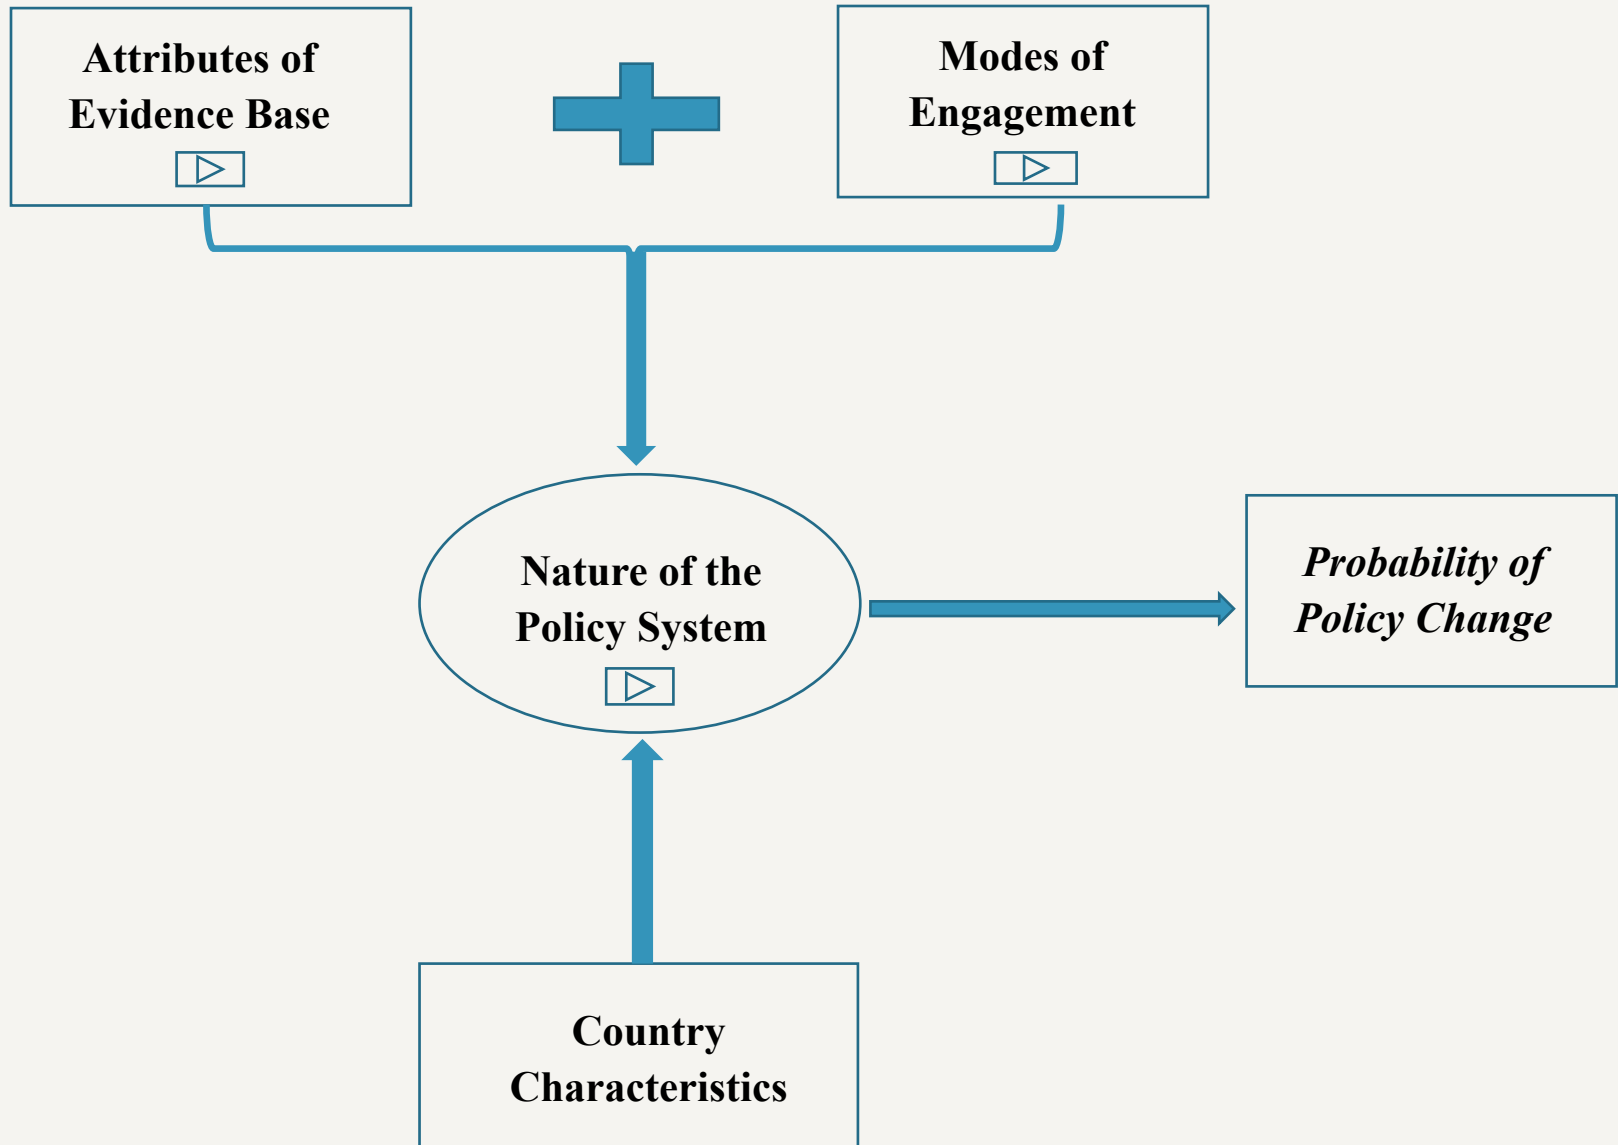 Attributes of
Evidence Base
Modes of
Engagement
Nature of the
Policy System
Probability of
Policy Change
Country
Characteristics